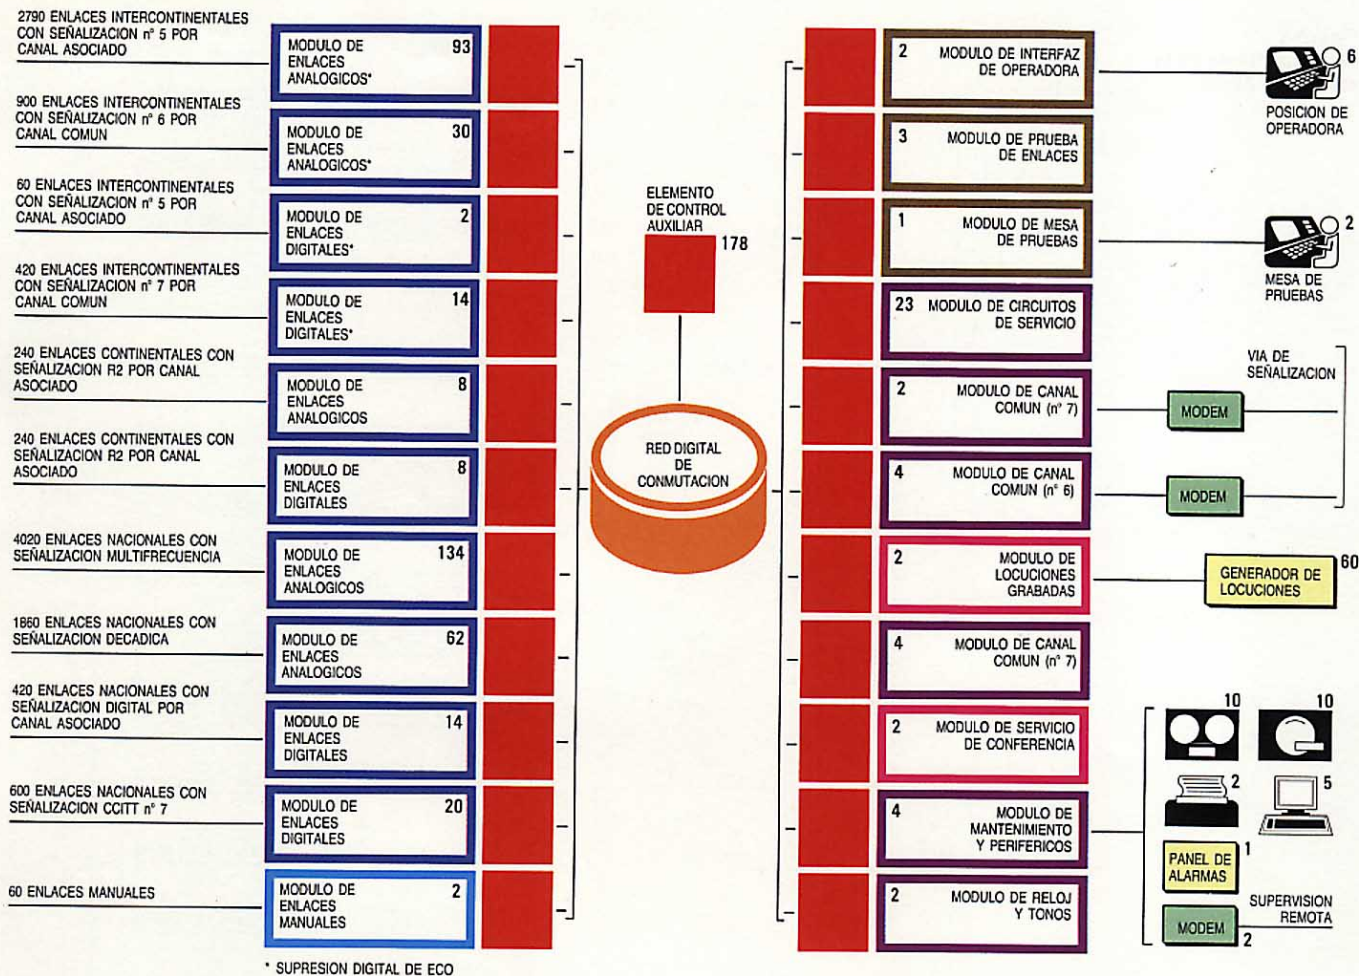 2790 ENLACES INTERCONTINENTALES
CON SEÑALIZACION n° 5 POR
CANAL ASOCIADO
MODULO DE
ENLACES
ANALOGICOS*
93
900 ENLACES INTERCONTINENTALES
CON SEÑALIZACION n° 6 POR
CANAL COMUN
MODULO DE
ENLACES
ANALOGICOS*
30
60 ENLACES INTERCONTINENTALES
CON SEÑALIZACION n° 5 POR
CANAL ASOCIADO
MODULO DE
ENLACES
DIGITALES*
2
420 ENLACES INTERCONTINENTALES
CON SEÑALIZACION n° 7 POR
CANAL COMUN
MODULO DE
ENLACES
DIGITALES*
14
240 ENLACES CONTINENTALES CON
SEÑALIZACION R2 POR CANAL
ASOCIADO
MODULO DE
ENLACES
ANALOGICOS
8
240 ENLACES CONTINENTALES CON
SEÑALIZACION R2 POR CANAL
ASOCIADO
MODULO DE
ENLACES
DIGITALES
8
4020 ENLACES NACIONALES CON
SEÑALIZACION MULTIFRECUENCIA
MODULO DE
ENLACES
ANALOGICOS
134
1860 ENLACES NACIONALES CON
SEÑALIZACION DECADICA
MODULO DE
ENLACES
ANALOGICOS
62
420 ENLACES NACIONALES CON
SEÑALIZACION DIGITAL POR
CANAL ASOCIADO
MODULO DE
ENLACES
DIGITALES
14
600 ENLACES NACIONALES CON
SEÑALIZACION CCITT n° 7
MODULO DE
ENLACES
DIGITALES
20
60 ENLACES MANUALES
MODULO DE
ENLACES
MANUALES
2
* SUPRESION DIGITAL DE ECO
ELEMENTO
DE CONTROL
AUXILIAR
178
RED DIGITAL
DE
CONMUTACION
2 MODULO DE INTERFAZ
DE OPERADORA
6
POSICION DE
OPERADORA
3 MODULO DE PRUEBA
DE ENLACES
1 MODULO DE MESA
DE PRUEBAS
2
MESA DE
PRUEBAS
23 MODULO DE CIRCUITOS
DE SERVICIO
VIA DE
SEÑALIZACION
2 MODULO DE CANAL
COMUN (n° 7)
MODEM
4 MODULO DE CANAL
COMUN (n° 6)
MODEM
2 MODULO DE
LOCUCIONES
GRABADAS
GENERADOR DE
LOCUCIONES
60
4 MODULO DE CANAL
COMUN (n° 7)
2 MODULO DE SERVICIO
DE CONFERENCIA
4 MODULO DE
MANTENIMIENTO
Y PERIFERICOS
10
10
2
5
PANEL DE
ALARMAS
1
SUPERVISION
REMOTA
MODEM
2
2 MODULO DE RELOJ
Y TONOS